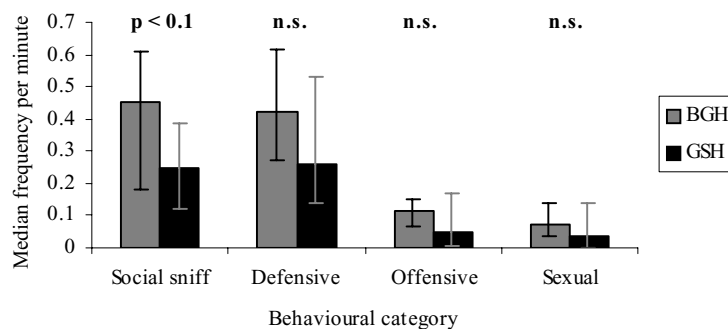 Median frequency per minute
0.7
0.6
0.5
0.4
0.3
0.2
0.1
0
p < 0.1 n.s. n.s. n.s.
BGH
GSH
Social sniff Defensive Offensive Sexual
Behavioural category